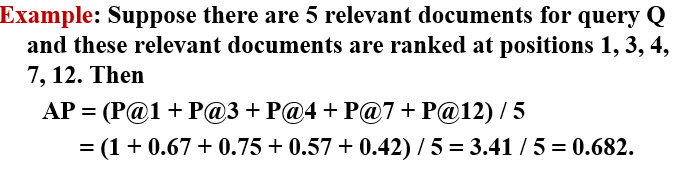 Example: Suppose there are 5 relevant documents for query Q
and these relevant documents are ranked at positions 1, 3, 4,
7, 12. Then
AP = (P@1 + P@3 + P@4 + P@7 + P@12) / 5
= (1 + 0.67 + 0.75 + 0.57 + 0.42) / 5 = 3.41 / 5 = 0.682.